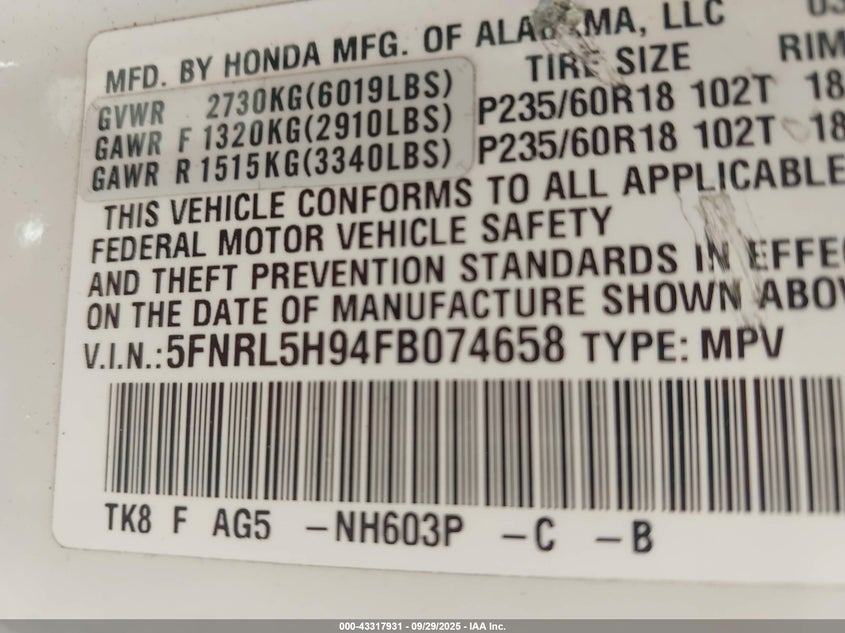 MFD. BY HONDA MFG. OF ALABAMA, LLC
TIRE SIZE RIM
GVWR 2730KG(6019LBS)
GAWR F 1320KG(2910LBS) P235/60R18 102T 18
GAWR R 1515KG(3340LBS) P235/60R18 102T 18
THIS VEHICLE CONFORMS TO ALL APPLICABLE
FEDERAL MOTOR VEHICLE SAFETY
AND THEFT PREVENTION STANDARDS IN EFFE
ON THE DATE OF MANUFACTURE SHOWN ABOV
V.I.N.:5FNRL5H94FB074658 TYPE: MPV
TK8 F AG5 -NH603P -C -B
000-43317931 - 09/29/2025 - IAA Inc.